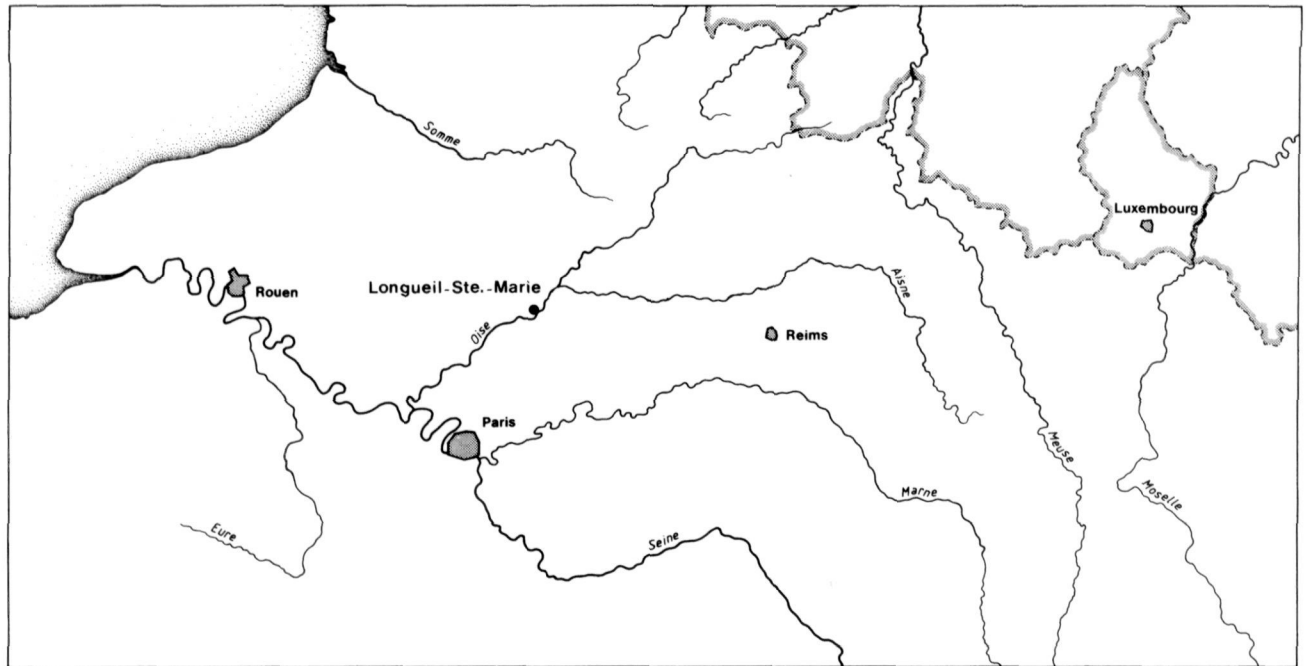 Somme
Luxembourg
Rouen
Longueil-Ste.-Marie
Oise
Aisne
Reims
Paris
Meuse
Marne
Moselle
Eure
Seine